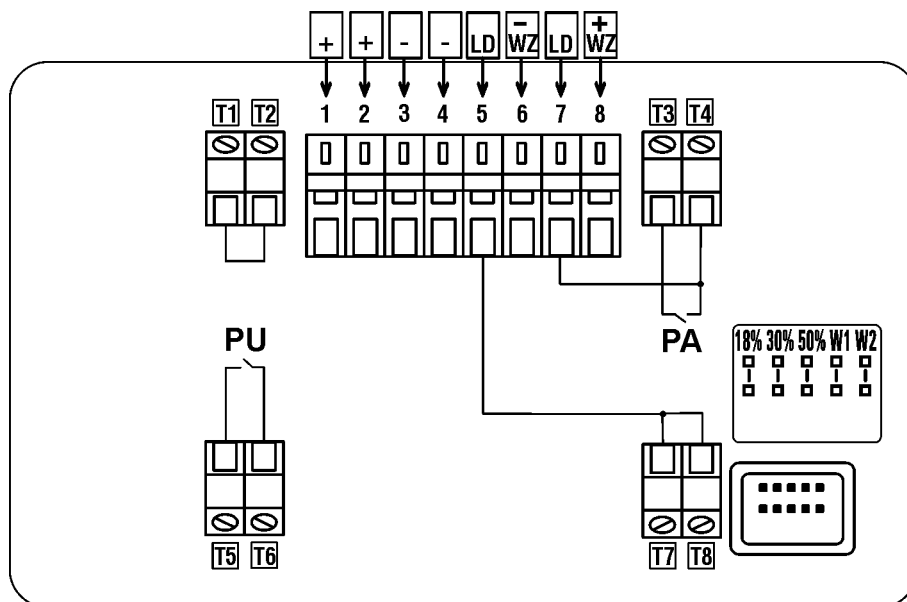 + + - - LD - WZ LD + WZ
1 2 3 4 5 6 7 8
T1 T2
T3 T4
PU
PA
18% 30% 50% W1 W2
T5 T6
T7 T8